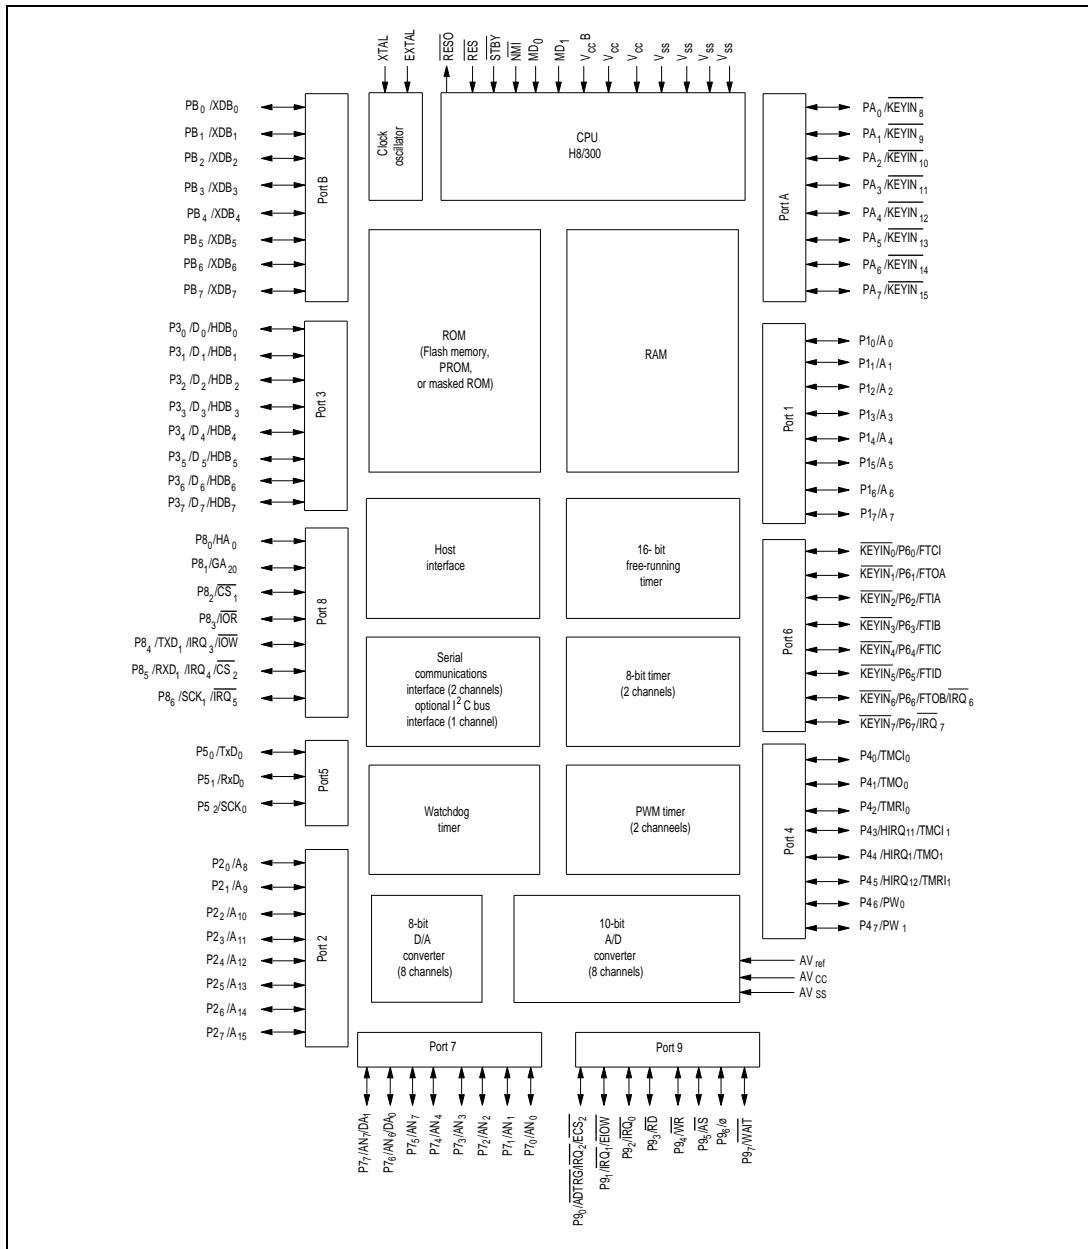 XTAL
EXTAL
RESO
RES
STBY
NMI
MD0
MD1
VCC B
VCC
VCC
VSS
VSS
VSS
VSS
Clock
oscillator
CPU
H8/300
PB0/XDB0
PB1/XDB1
PB2/XDB2
PB3/XDB3
PB4/XDB4
PB5/XDB5
PB6/XDB6
PB7/XDB7
Port B
PA0/KEYIN8
PA1/KEYIN9
PA2/KEYIN10
PA3/KEYIN11
PA4/KEYIN12
PA5/KEYIN13
PA6/KEYIN14
PA7/KEYIN15
Port A
ROM
(Flash memory,
PROM,
or masked ROM)
RAM
P30/D0/HDB0
P31/D1/HDB1
P32/D2/HDB2
P33/D3/HDB3
P34/D4/HDB4
P35/D5/HDB5
P36/D6/HDB6
P37/D7/HDB7
Port 3
P10/A0
P11/A1
P12/A2
P13/A3
P14/A4
P15/A5
P16/A6
P17/A7
Port 1
P80/HA0
P81/GA20
P82/CS1
P83/IOR
P84/TXD1/IRQ3/IOW
P85/RXD1/IRQ4/CS2
P86/SCK1/IRQ5
Port 8
Host
interface
16- bit
free-running
timer
KEYIN0/P60/FTCI
KEYIN1/P61/FTOA
KEYIN2/P62/FTIA
KEYIN3/P63/FTIB
KEYIN4/P64/FTIC
KEYIN5/P65/FTID
KEYIN6/P66/FTOB/IRQ6
KEYIN7/P67/IRQ7
Port 6
Serial
communications
interface (2 channels)
optional I2C bus
interface (1 channel)
8-bit timer
(2 channels)
P50/TxD0
P51/RxD0
P52/SCK0
Port5
Watchdog
timer
PWM timer
(2 channeels)
P40/TMCI0
P41/TMO0
P42/TMRI0
P43/HIRQ11/TMCI1
P44/HIRQ1/TMO1
P45/HIRQ12/TMRI1
P46/PW0
P47/PW1
Port 4
P20/A8
P21/A9
P22/A10
P23/A11
P24/A12
P25/A13
P26/A14
P27/A15
Port 2
8-bit
D/A
converter
(8 channels)
10-bit
A/D
converter
(8 channels)
AVref
AVCC
AVSS
Port 7
Port 9
P77/AN7/DA1
P76/AN6/DA0
P75/AN7
P74/AN4
P73/AN3
P72/AN2
P71/AN1
P70/AN0
P90/ADTRG/IRQ2/ECS2
P91/IRQ1/EIOW
P92/IRQ0
P93/RD
P94/WR
P95/AS
P96/ø
P97/WAIT